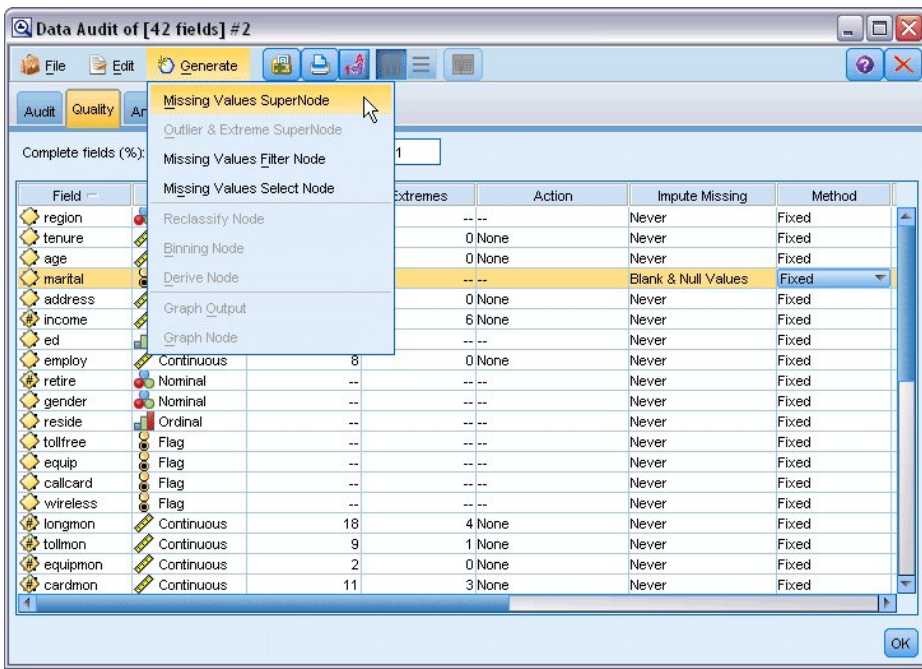 Data Audit of [42 fields] #2
File Edit Generate
Audit Quality An
Missing Values SuperNode
Outlier & Extreme SuperNode
Missing Values Filter Node
Missing Values Select Node
Reclassify Node
Binning Node
Derive Node
Graph Output
Graph Node
Complete fields (%): 1
Field Extremes Action Impute Missing Method
region -- -- Never Fixed
tenure 0 None Never Fixed
age 0 None Never Fixed
marital -- -- Blank & Null Values Fixed
address 0 None Never Fixed
income 6 None Never Fixed
ed -- -- Never Fixed
employ Continuous 8 0 None Never Fixed
retire Nominal -- -- -- Never Fixed
gender Nominal -- -- -- Never Fixed
reside Ordinal -- -- -- Never Fixed
tollfree Flag -- -- -- Never Fixed
equip Flag -- -- -- Never Fixed
callcard Flag -- -- -- Never Fixed
wireless Flag -- -- -- Never Fixed
longmon Continuous 18 4 None Never Fixed
tollmon Continuous 9 1 None Never Fixed
equipmon Continuous 2 0 None Never Fixed
cardmon Continuous 11 3 None Never Fixed
OK